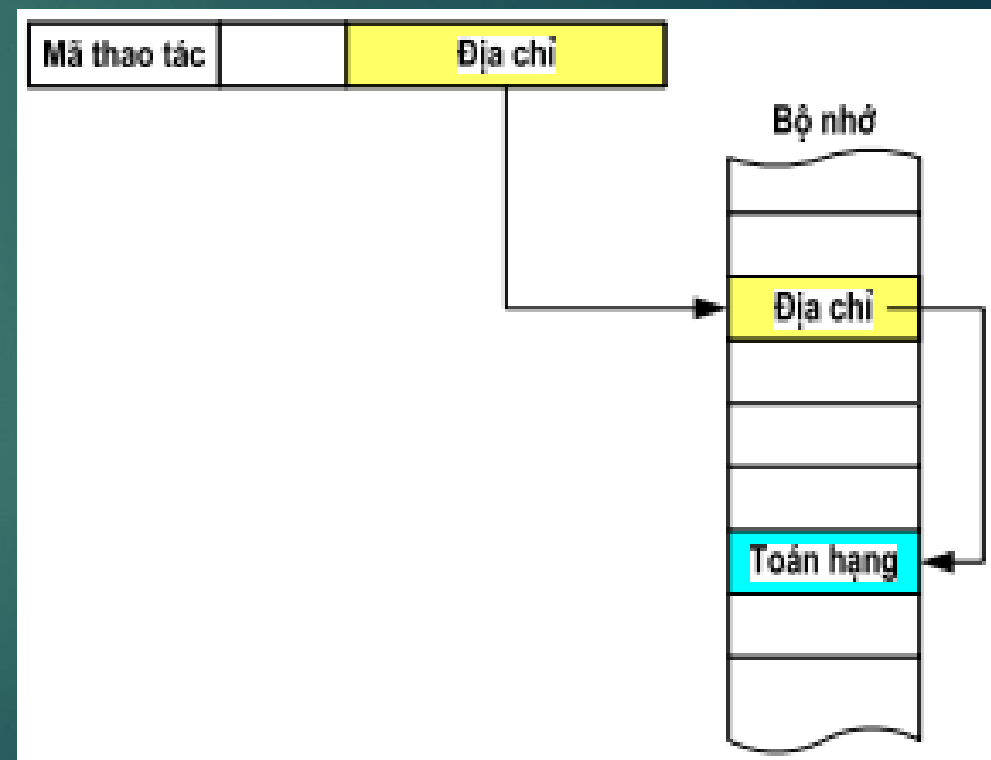 Mã thao tác
Địa chỉ
Bộ nhớ
Địa chỉ
Toán hạng